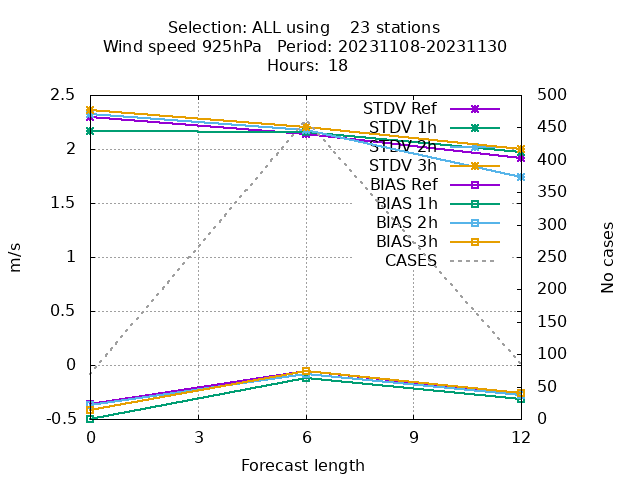 Selection: ALL using 23 stations
Wind speed 925hPa Period: 20231108-20231130
Hours: 18
2.5
2
1.5
1
0.5
0
-0.5
m/s
500
450
400
350
300
250
200
150
100
50
0
No cases
STDV Ref
STDV 1h
STDV 2h
STDV 3h
BIAS Ref
BIAS 1h
BIAS 2h
BIAS 3h
CASES
0 3 6 9 12
Forecast length